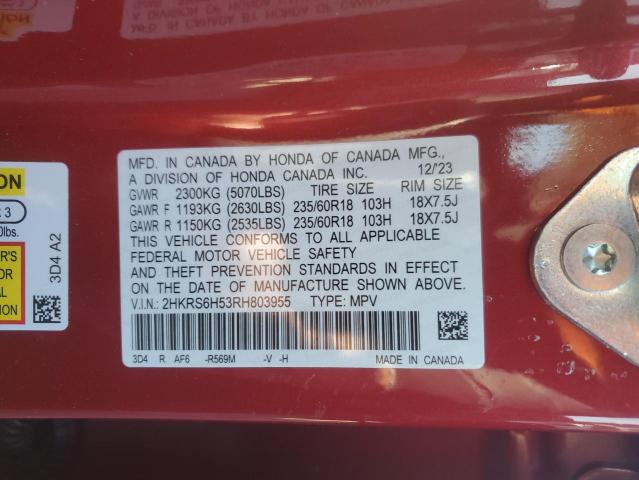 MFD. IN CANADA BY HONDA OF CANADA MFG.,
A DIVISION OF HONDA CANADA INC. 12/'23
GVWR 2300KG (5070LBS) TIRE SIZE RIM SIZE
GAWR F 1193KG (2630LBS) 235/60R18 103H 18X7.5J
GAWR R 1150KG (2535LBS) 235/60R18 103H 18X7.5J
THIS VEHICLE CONFORMS TO ALL APPLICABLE
FEDERAL MOTOR VEHICLE SAFETY
AND THEFT PREVENTION STANDARDS IN EFFECT
ON THE DATE OF MANUFACTURE SHOWN ABOVE.
V.I.N.: 2HKRS6H53RH803955 TYPE: MPV
3D4 R AF6 -R569M -V -H MADE IN CANADA
3
3D4 A2